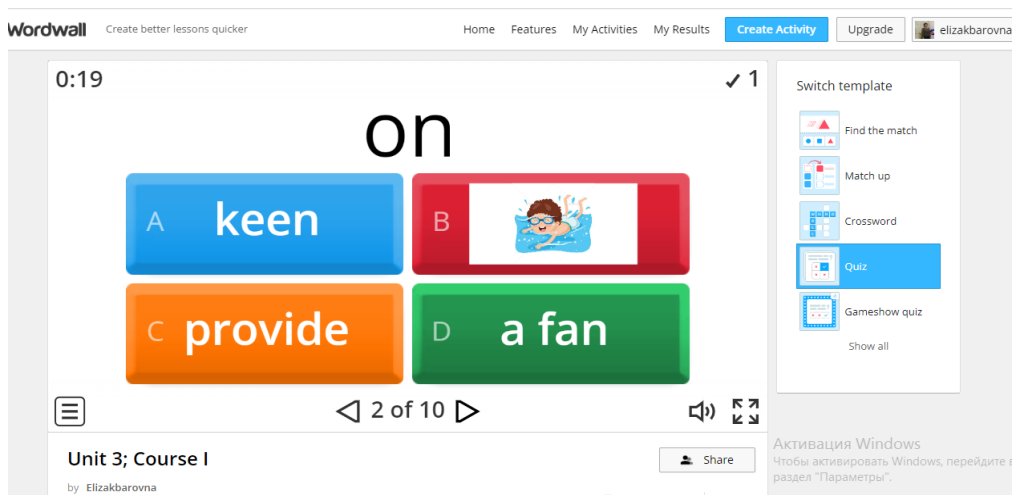 Wordwall Create better lessons quicker Home Features My Activities My Results Create Activity Upgrade elizakbarovna
0:19 ✓ 1
Switch template
on
Find the match
A keen B
Match up
Crossword
C provide D a fan
Quiz
Gameshow quiz
Show all
2 of 10
Unit 3; Course I Share
by Elizakbarovna
Активация Windows
Чтобы активировать Windows, перейдите в
раздел "Параметры".